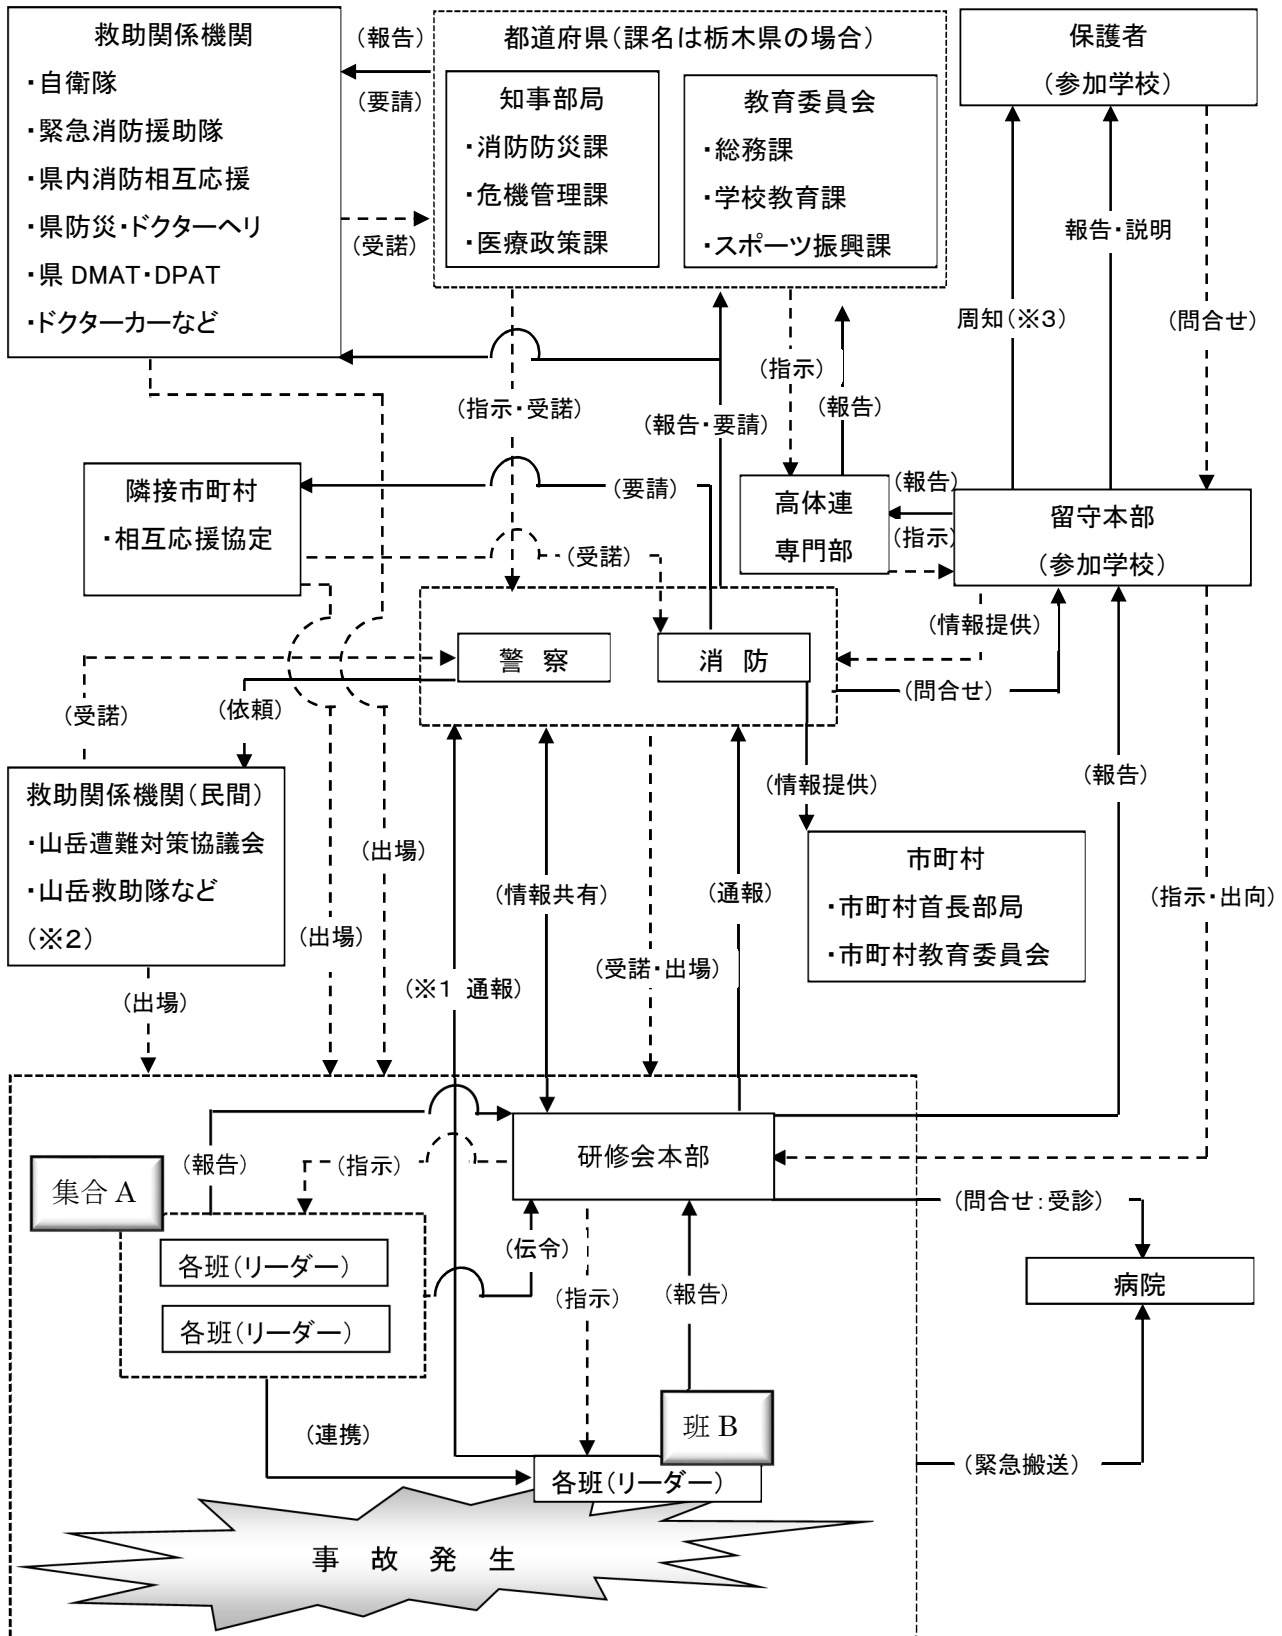 救助関係機関
・自衛隊
・緊急消防援助隊
・県内消防相互応援
・県防災・ドクターヘリ
・県 DMAT・DPAT
・ドクターカーなど
（報告）
（要請）
（受諾）
都道府県（課名は栃木県の場合）
知事部局
・消防防災課
・危機管理課
・医療政策課
教育委員会
・総務課
・学校教育課
・スポーツ振興課
保護者
（参加学校）
報告・説明
周知（※３）
（問合せ）
（指示）
（報告）
（指示・受諾）
（報告・要請）
隣接市町村
・相互応援協定
（要請）
（受諾）
高体連
専門部
（報告）
（指示）
留守本部
（参加学校）
（情報提供）
（問合せ）
警 察
消 防
（受諾）
（依頼）
救助関係機関（民間）
・山岳遭難対策協議会
・山岳救助隊など
（※２）
（出場）
（出場）
（出場）
（※１ 通報）
（情報共有）
（受諾・出場）
（通報）
（情報提供）
市町村
・市町村首長部局
・市町村教育委員会
（報告）
（指示・出向）
研修会本部
（報告）
（指示）
集合 A
各班（リーダー）
各班（リーダー）
（伝令）
（指示）
（報告）
（問合せ：受診）
病院
（連携）
班 B
各班（リーダー）
（緊急搬送）
事 故 発 生